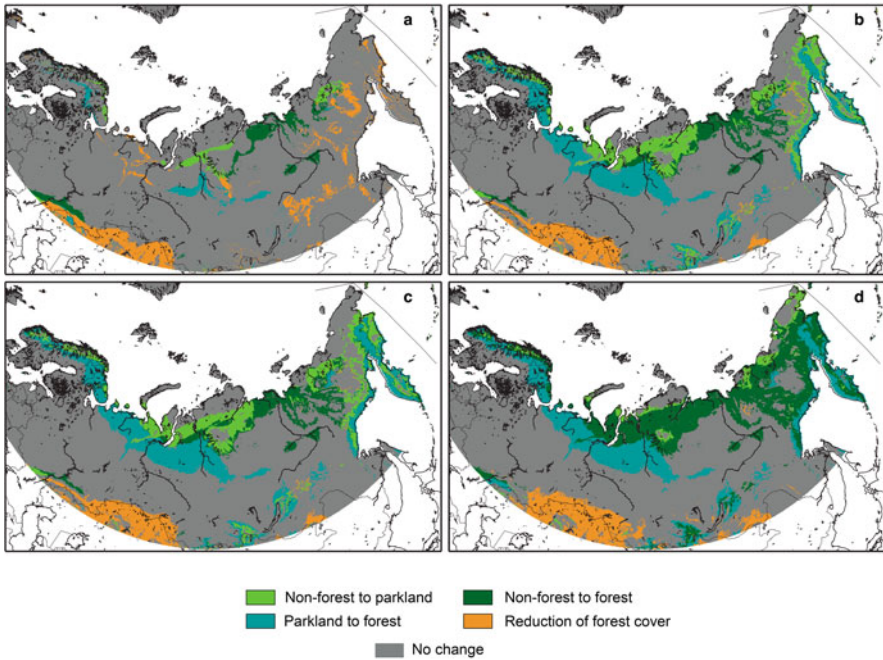 a
b
c
d
Non-forest to parkland
Non-forest to forest
Parkland to forest
Reduction of forest cover
No change